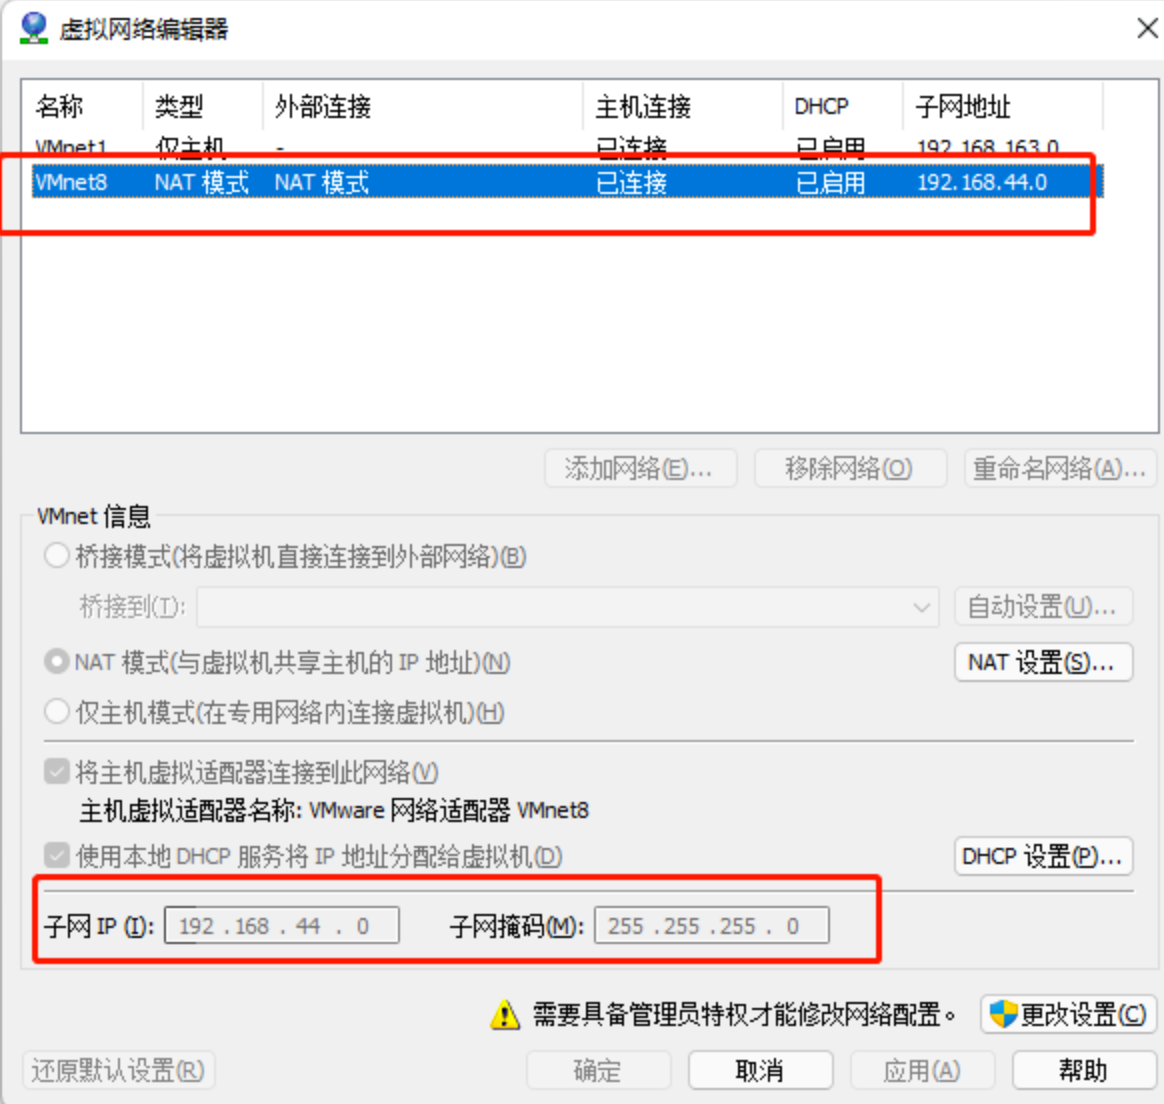 虚拟网络编辑器
名称 类型 外部连接 主机连接 DHCP 子网地址
VMnet1 仅主机 - 已连接 已启用 192.168.163.0
VMnet8 NAT 模式 NAT 模式 已连接 已启用 192.168.44.0
添加网络(E)... 移除网络(O) 重命名网络(A)...
VMnet 信息
桥接模式(将虚拟机直接连接到外部网络)(B)
桥接到(T): 自动设置(U)...
NAT 模式(与虚拟机共享主机的 IP 地址)(N) NAT 设置(S)...
仅主机模式(在专用网络内连接虚拟机)(H)
将主机虚拟适配器连接到此网络(V)
主机虚拟适配器名称: VMware 网络适配器 VMnet8
使用本地 DHCP 服务将 IP 地址分配给虚拟机(D) DHCP 设置(P)...
子网 IP (I): 192 .168 . 44 . 0 子网掩码(M): 255 .255 .255 . 0
需要具备管理员特权才能修改网络配置。 更改设置(C)
还原默认设置(R) 确定 取消 应用(A) 帮助